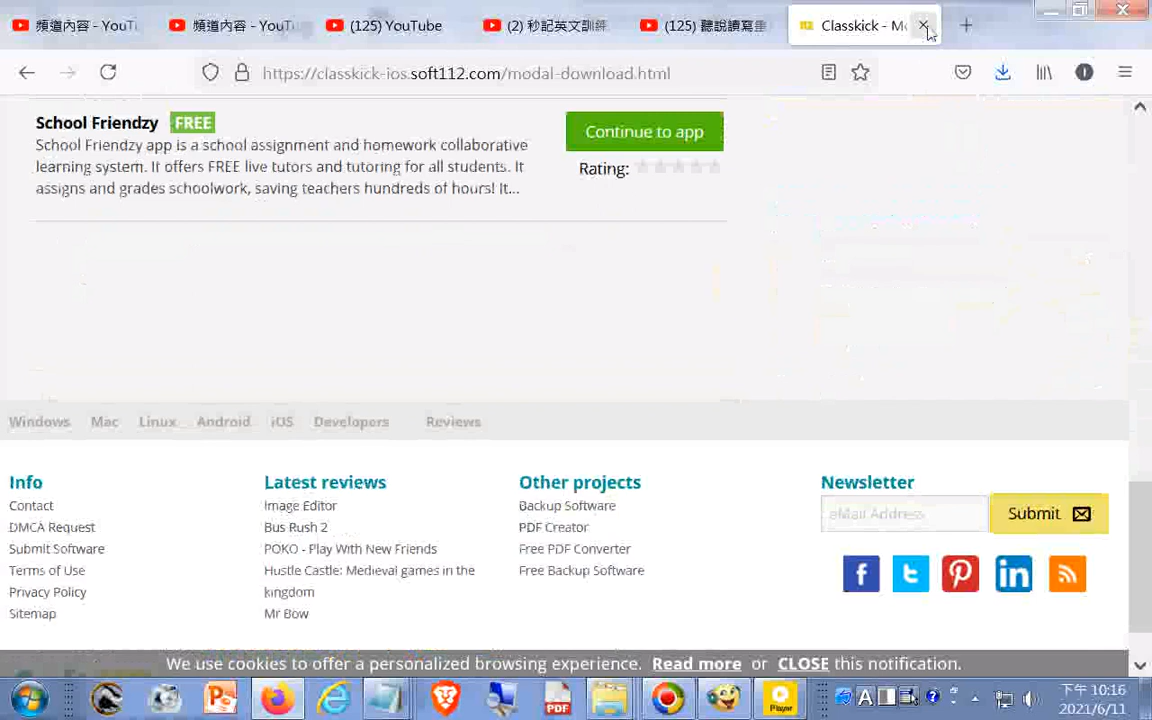 頻道內容 - YouTu
頻道內容 - YouTu
(125) YouTube
(2) 秒記英文訓練
(125) 聽說讀寫重
Classkick - Mo
https://classkick-ios.soft112.com/modal-download.html
School Friendzy FREE
School Friendzy app is a school assignment and homework collaborative
learning system. It offers FREE live tutors and tutoring for all students. It
assigns and grades schoolwork, saving teachers hundreds of hours! It...
Continue to app
Rating:
Windows Mac Linux Android iOS Developers Reviews
Info
Contact
DMCA Request
Submit Software
Terms of Use
Privacy Policy
Sitemap
Latest reviews
Image Editor
Bus Rush 2
POKO - Play With New Friends
Hustle Castle: Medieval games in the
kingdom
Mr Bow
Other projects
Backup Software
PDF Creator
Free PDF Converter
Free Backup Software
Newsletter
eMail Address
Submit
We use cookies to offer a personalized browsing experience. Read more or CLOSE this notification.
PDF
Player
下午 10:16
2021/6/11